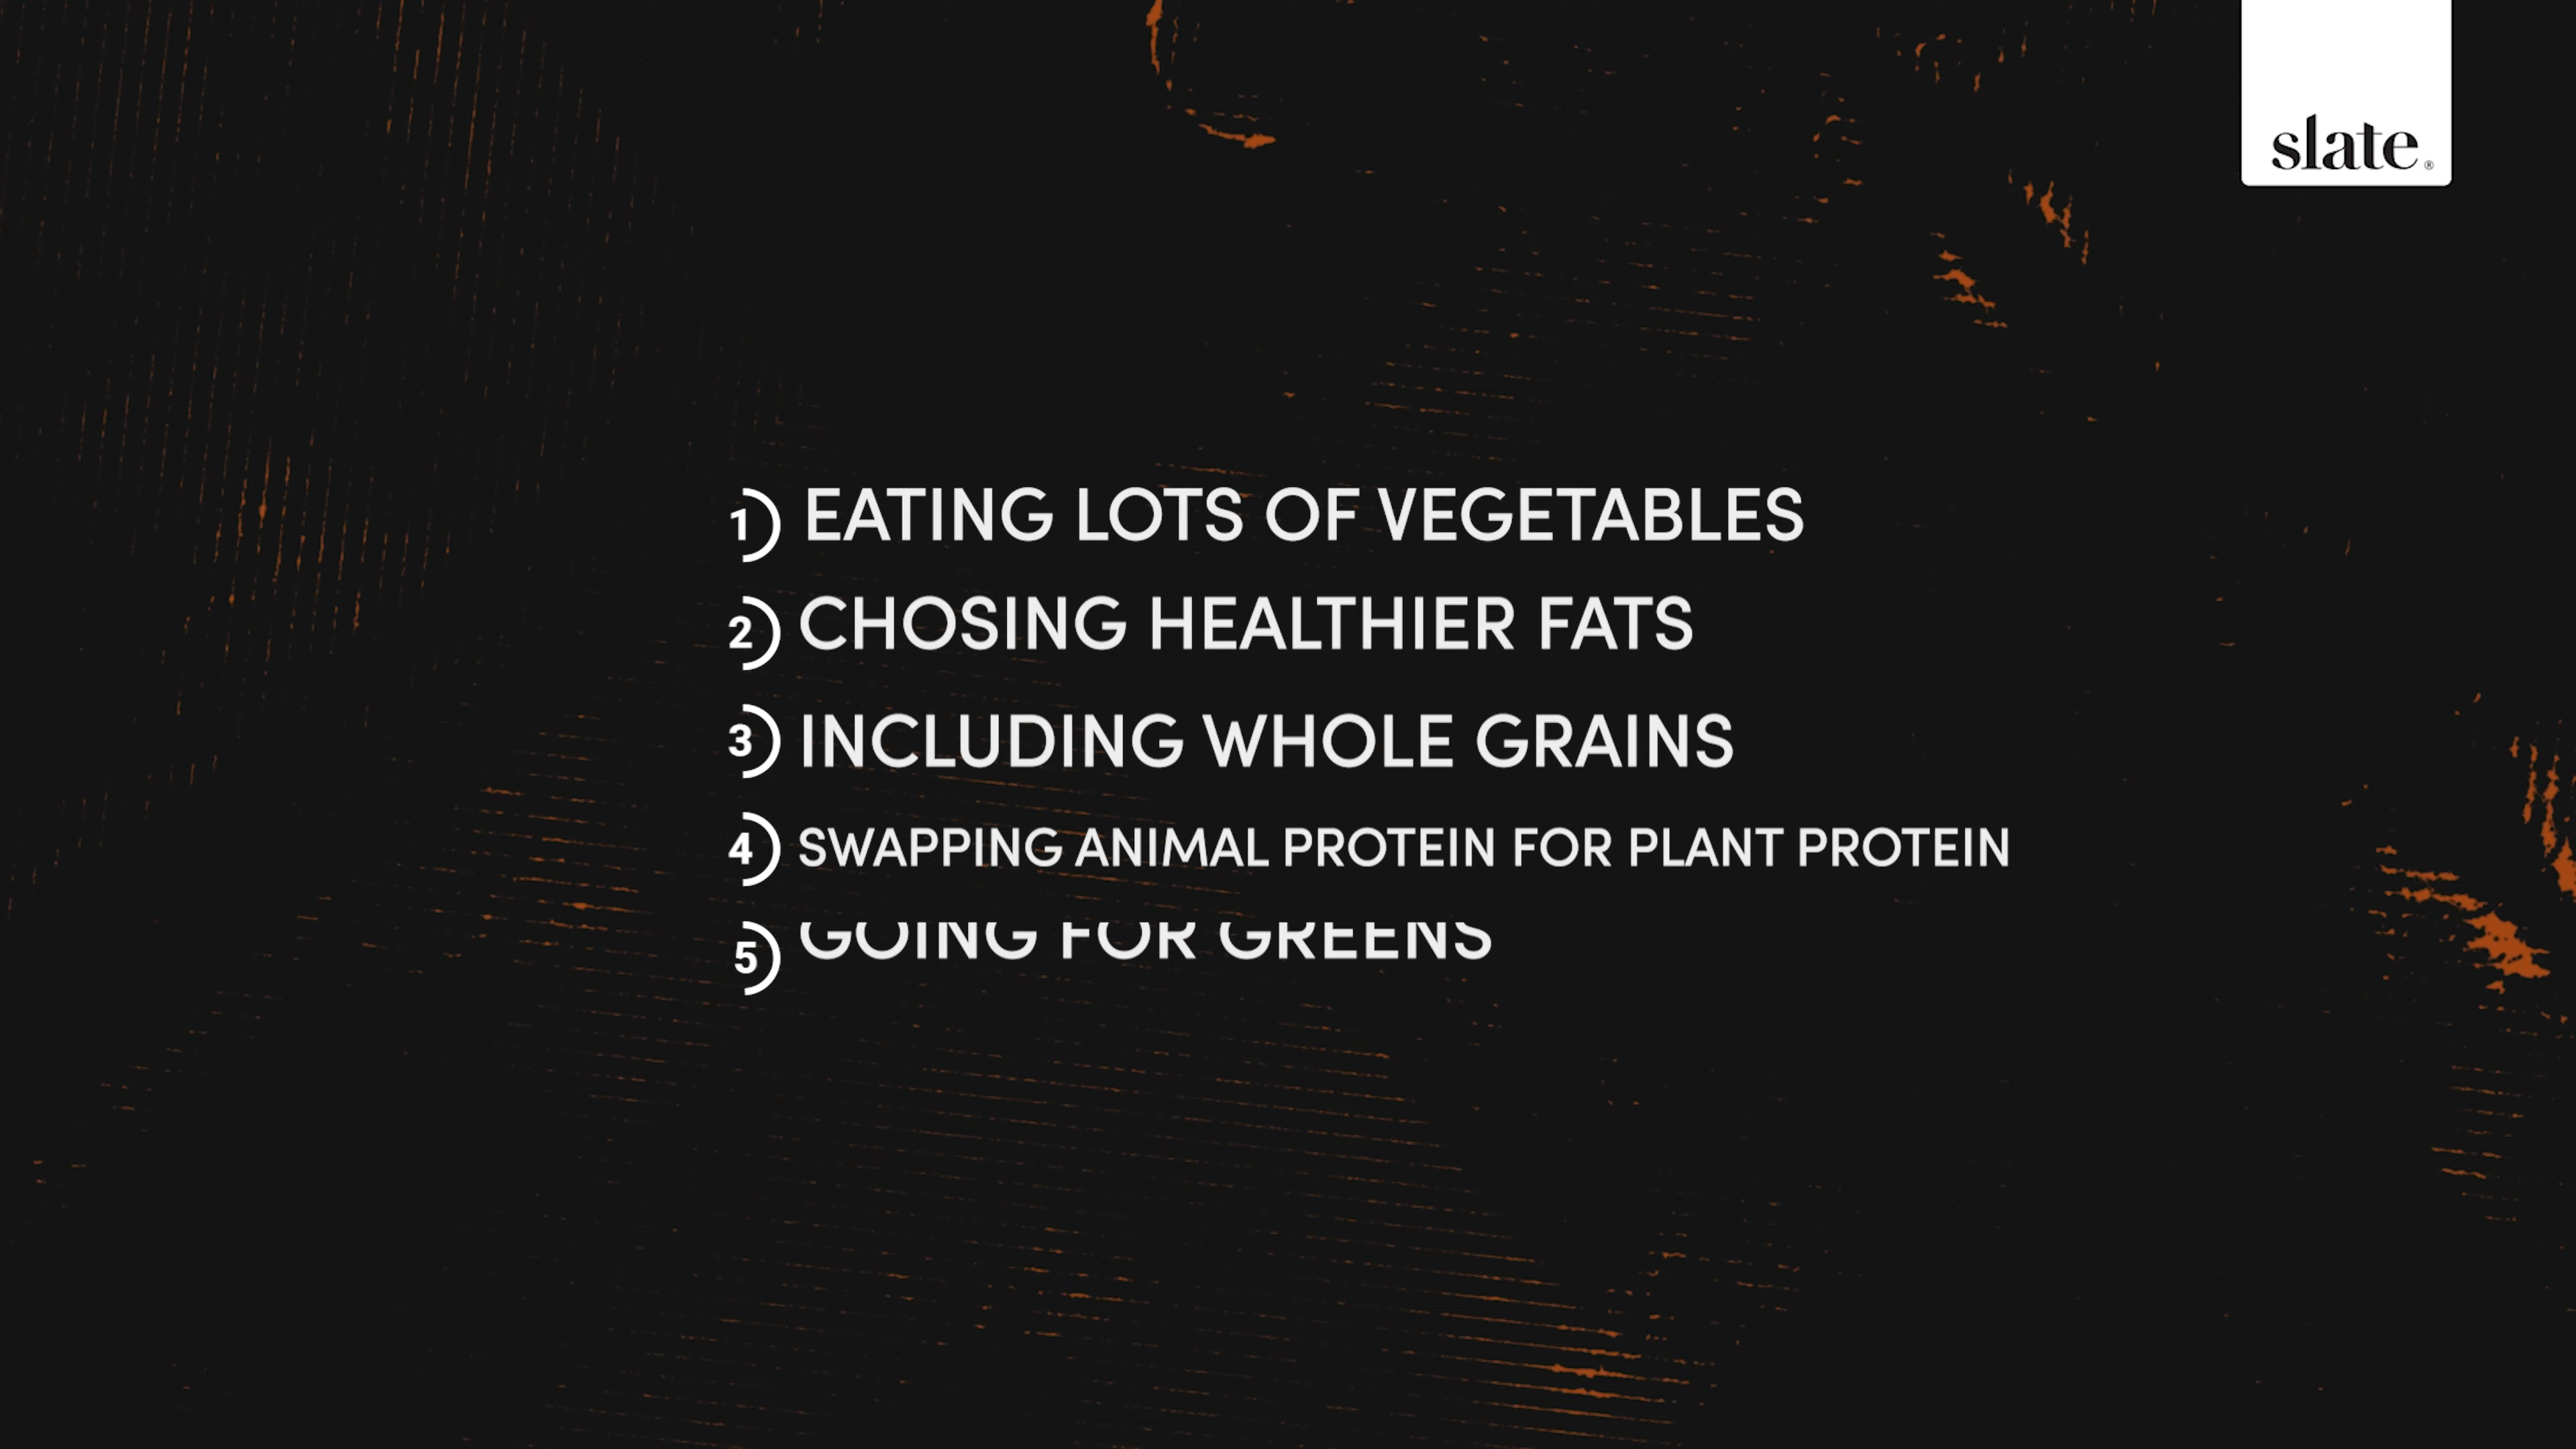 slate®
1) EATING LOTS OF VEGETABLES
2) CHOSING HEALTHIER FATS
3) INCLUDING WHOLE GRAINS
4) SWAPPING ANIMAL PROTEIN FOR PLANT PROTEIN
5) GOING FOR GREENS